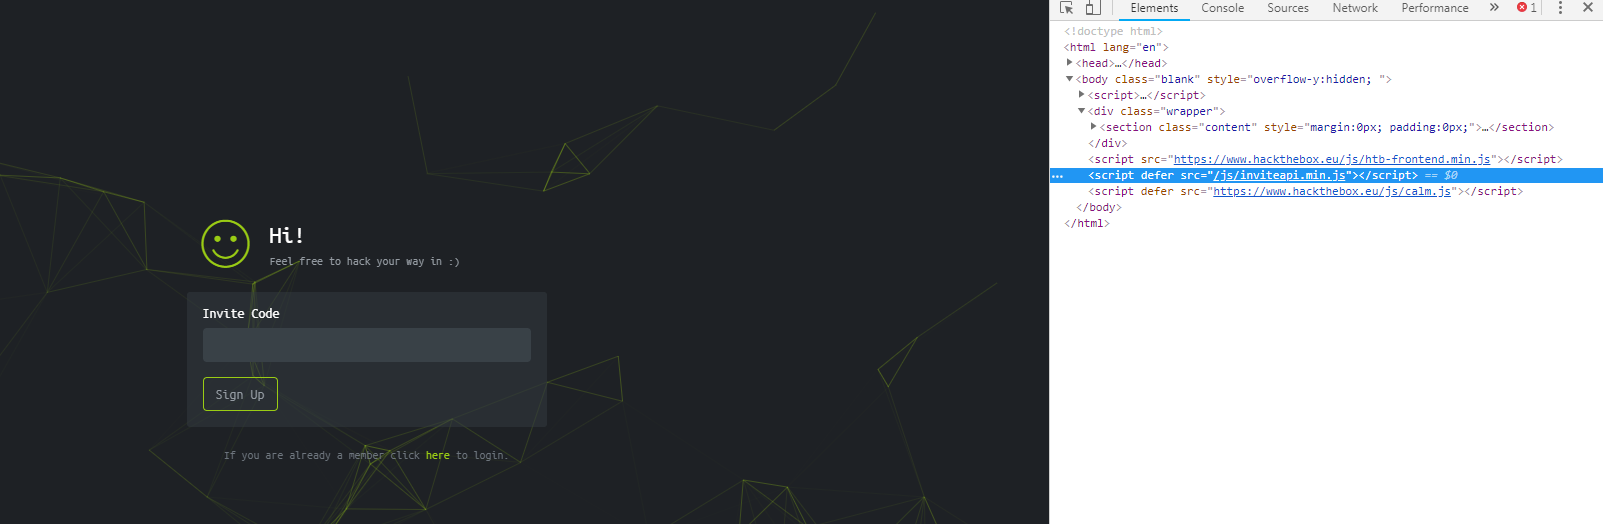 Hi!
Feel free to hack your way in :)
Invite Code
Sign Up
If you are already a member click here to login.
Elements Console Sources Network Performance » 1
<!doctype html>
<html lang="en">
<head>…</head>
<body class="blank" style="overflow-y:hidden; ">
<script>…</script>
<div class="wrapper">
<section class="content" style="margin:0px; padding:0px;">…</section>
</div>
<script src="https://www.hackthebox.eu/js/htb-frontend.min.js"></script>
<script defer src="/js/inviteapi.min.js"></script> == $0
<script defer src="https://www.hackthebox.eu/js/calm.js"></script>
</body>
</html>